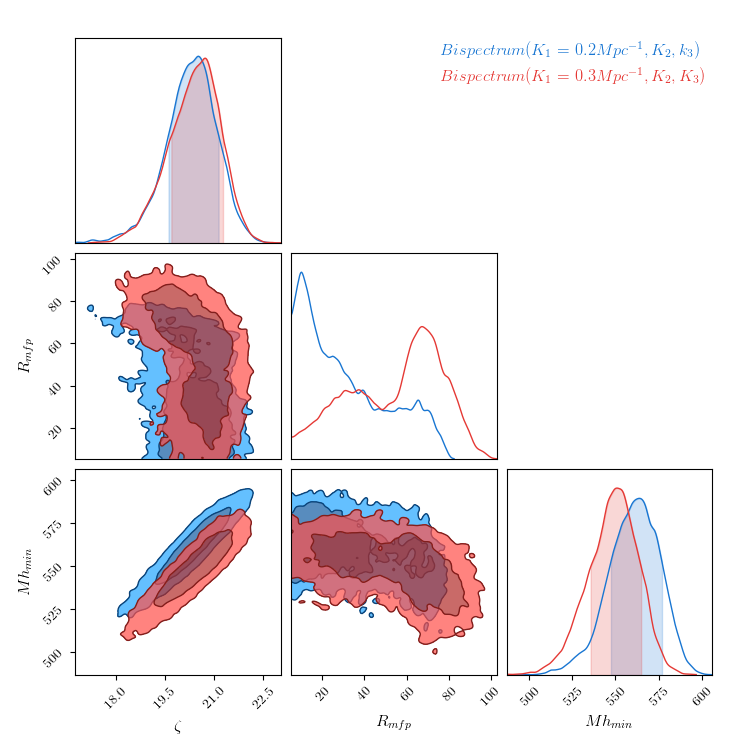 Bispectrum(K₁ = 0.2Mpc⁻¹, K₂, k₃)
Bispectrum(K₁ = 0.3Mpc⁻¹, K₂, K₃)
100
80
60
40
20
R_mfp
600
575
550
525
500
Mh_min
18.0 19.5 21.0 22.5
ζ
20 40 60 80 100
R_mfp
500 525 550 575 600
Mh_min